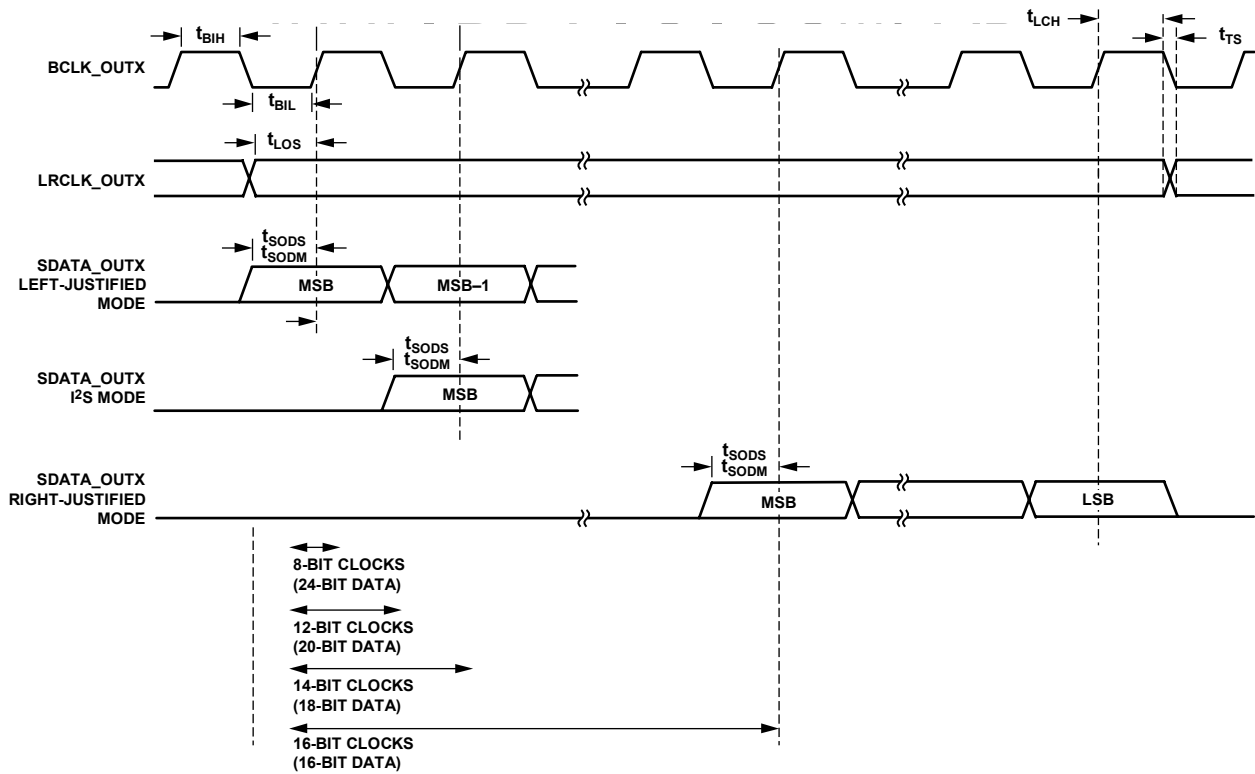 tLCH
tBIH
tTS
BCLK_OUTX
tBIL
tLOS
LRCLK_OUTX
tSODS
tSODM
SDATA_OUTX
LEFT-JUSTIFIED
MODE
MSB
MSB–1
tSODS
tSODM
SDATA_OUTX
I2S MODE
MSB
tSODS
tSODM
SDATA_OUTX
RIGHT-JUSTIFIED
MODE
MSB
LSB
8-BIT CLOCKS
(24-BIT DATA)
12-BIT CLOCKS
(20-BIT DATA)
14-BIT CLOCKS
(18-BIT DATA)
16-BIT CLOCKS
(16-BIT DATA)